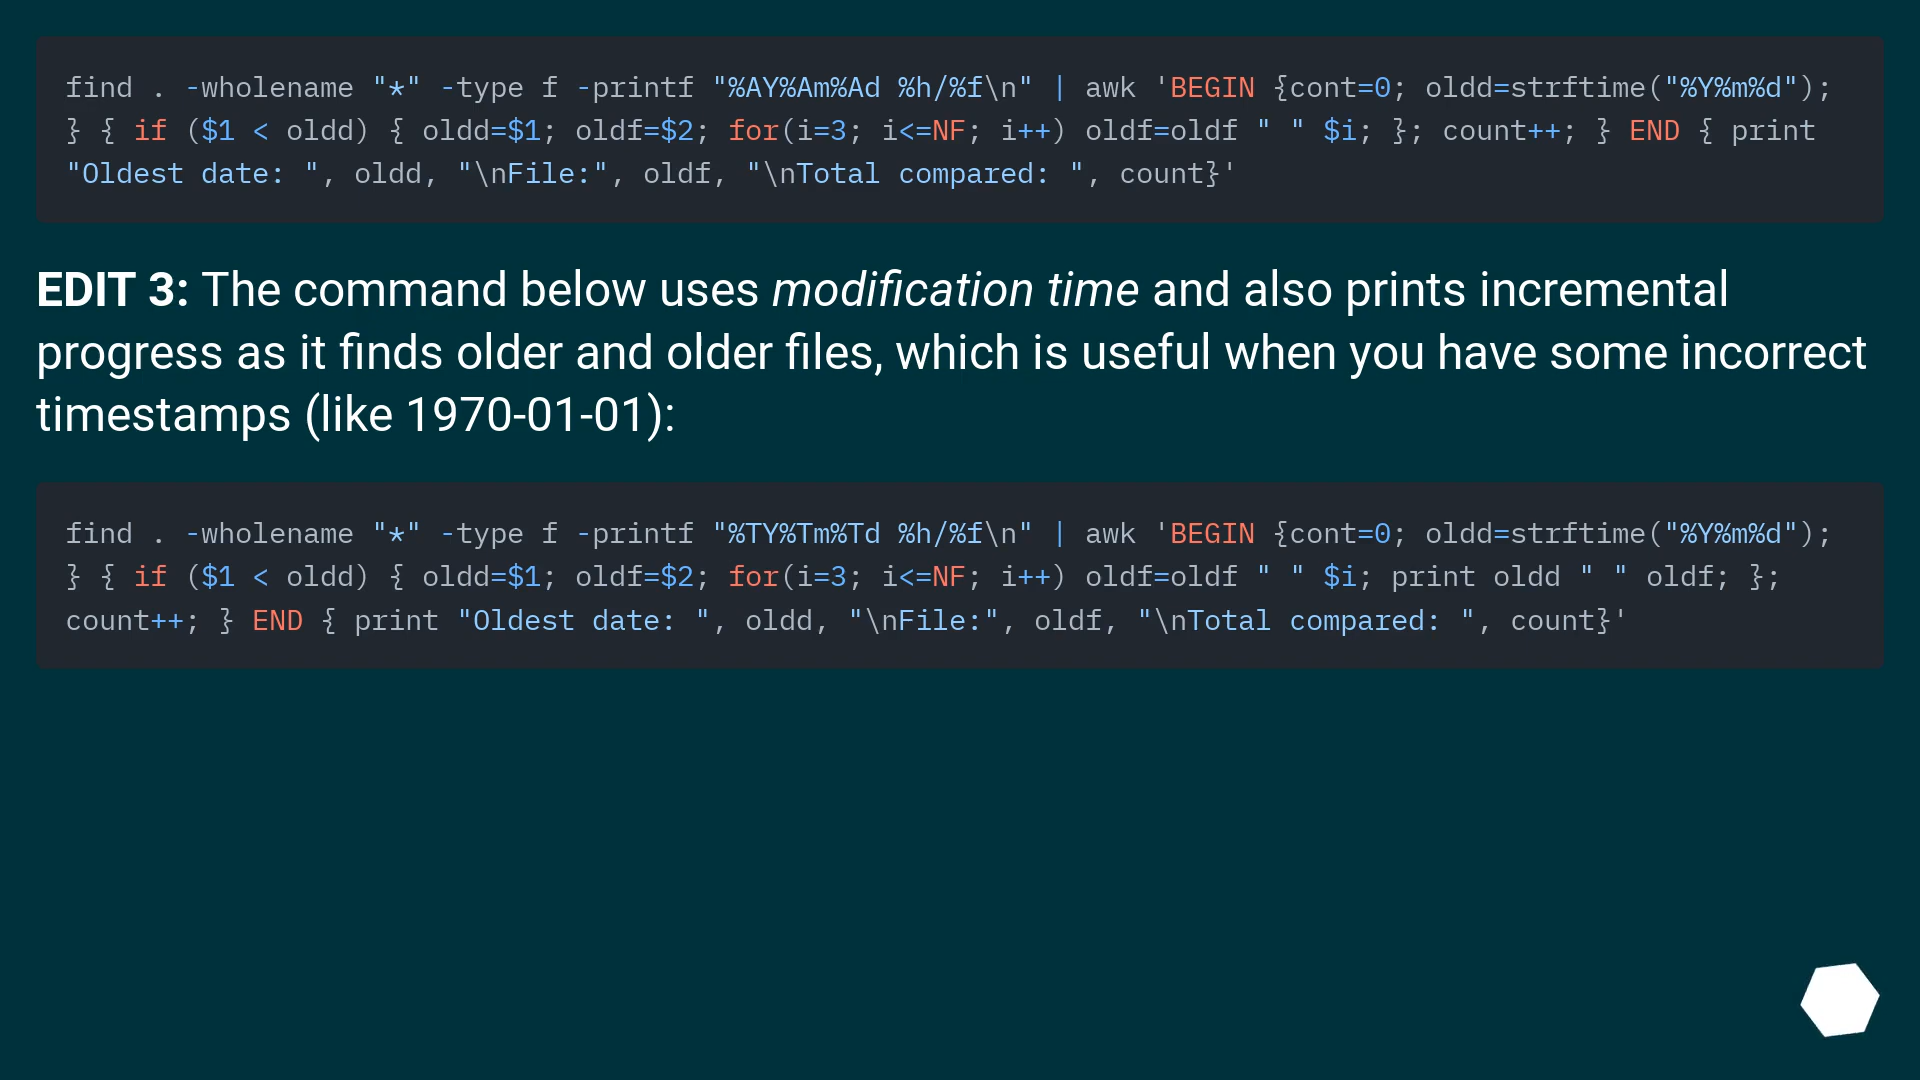 find . -wholename "*" -type f -printf "%AY%Am%Ad %h/%f\n" | awk 'BEGIN {cont=0; oldd=strftime("%Y%m%d");
} { if ($1 < oldd) { oldd=$1; oldf=$2; for(i=3; i<=NF; i++) oldf=oldf " " $i; }; count++; } END { print
"Oldest date: ", oldd, "\nFile:", oldf, "\nTotal compared: ", count}'
EDIT 3: The command below uses modification time and also prints incremental
progress as it finds older and older files, which is useful when you have some incorrect
timestamps (like 1970-01-01):
find . -wholename "*" -type f -printf "%TY%Tm%Td %h/%f\n" | awk 'BEGIN {cont=0; oldd=strftime("%Y%m%d");
} { if ($1 < oldd) { oldd=$1; oldf=$2; for(i=3; i<=NF; i++) oldf=oldf " " $i; print oldd " " oldf; };
count++; } END { print "Oldest date: ", oldd, "\nFile:", oldf, "\nTotal compared: ", count}'